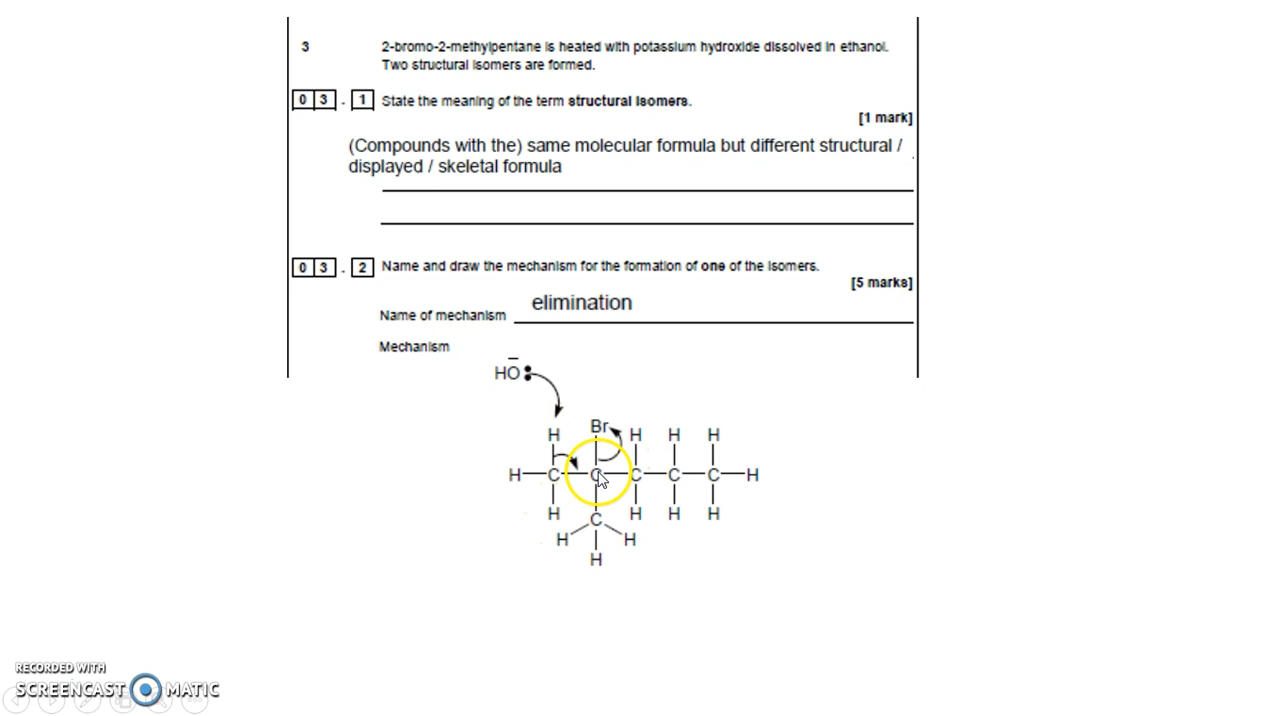 3 2-bromo-2-methylpentane is heated with potassium hydroxide dissolved in ethanol.
Two structural isomers are formed.
0 3 . 1 State the meaning of the term structural isomers.
[1 mark]
(Compounds with the) same molecular formula but different structural /
displayed / skeletal formula
0 3 . 2 Name and draw the mechanism for the formation of one of the isomers.
[5 marks]
Name of mechanism elimination
Mechanism
HO
H Br H H H
H C C C C C H
H C H H H
H H
H
RECORDED WITH
SCREENCAST MATIC